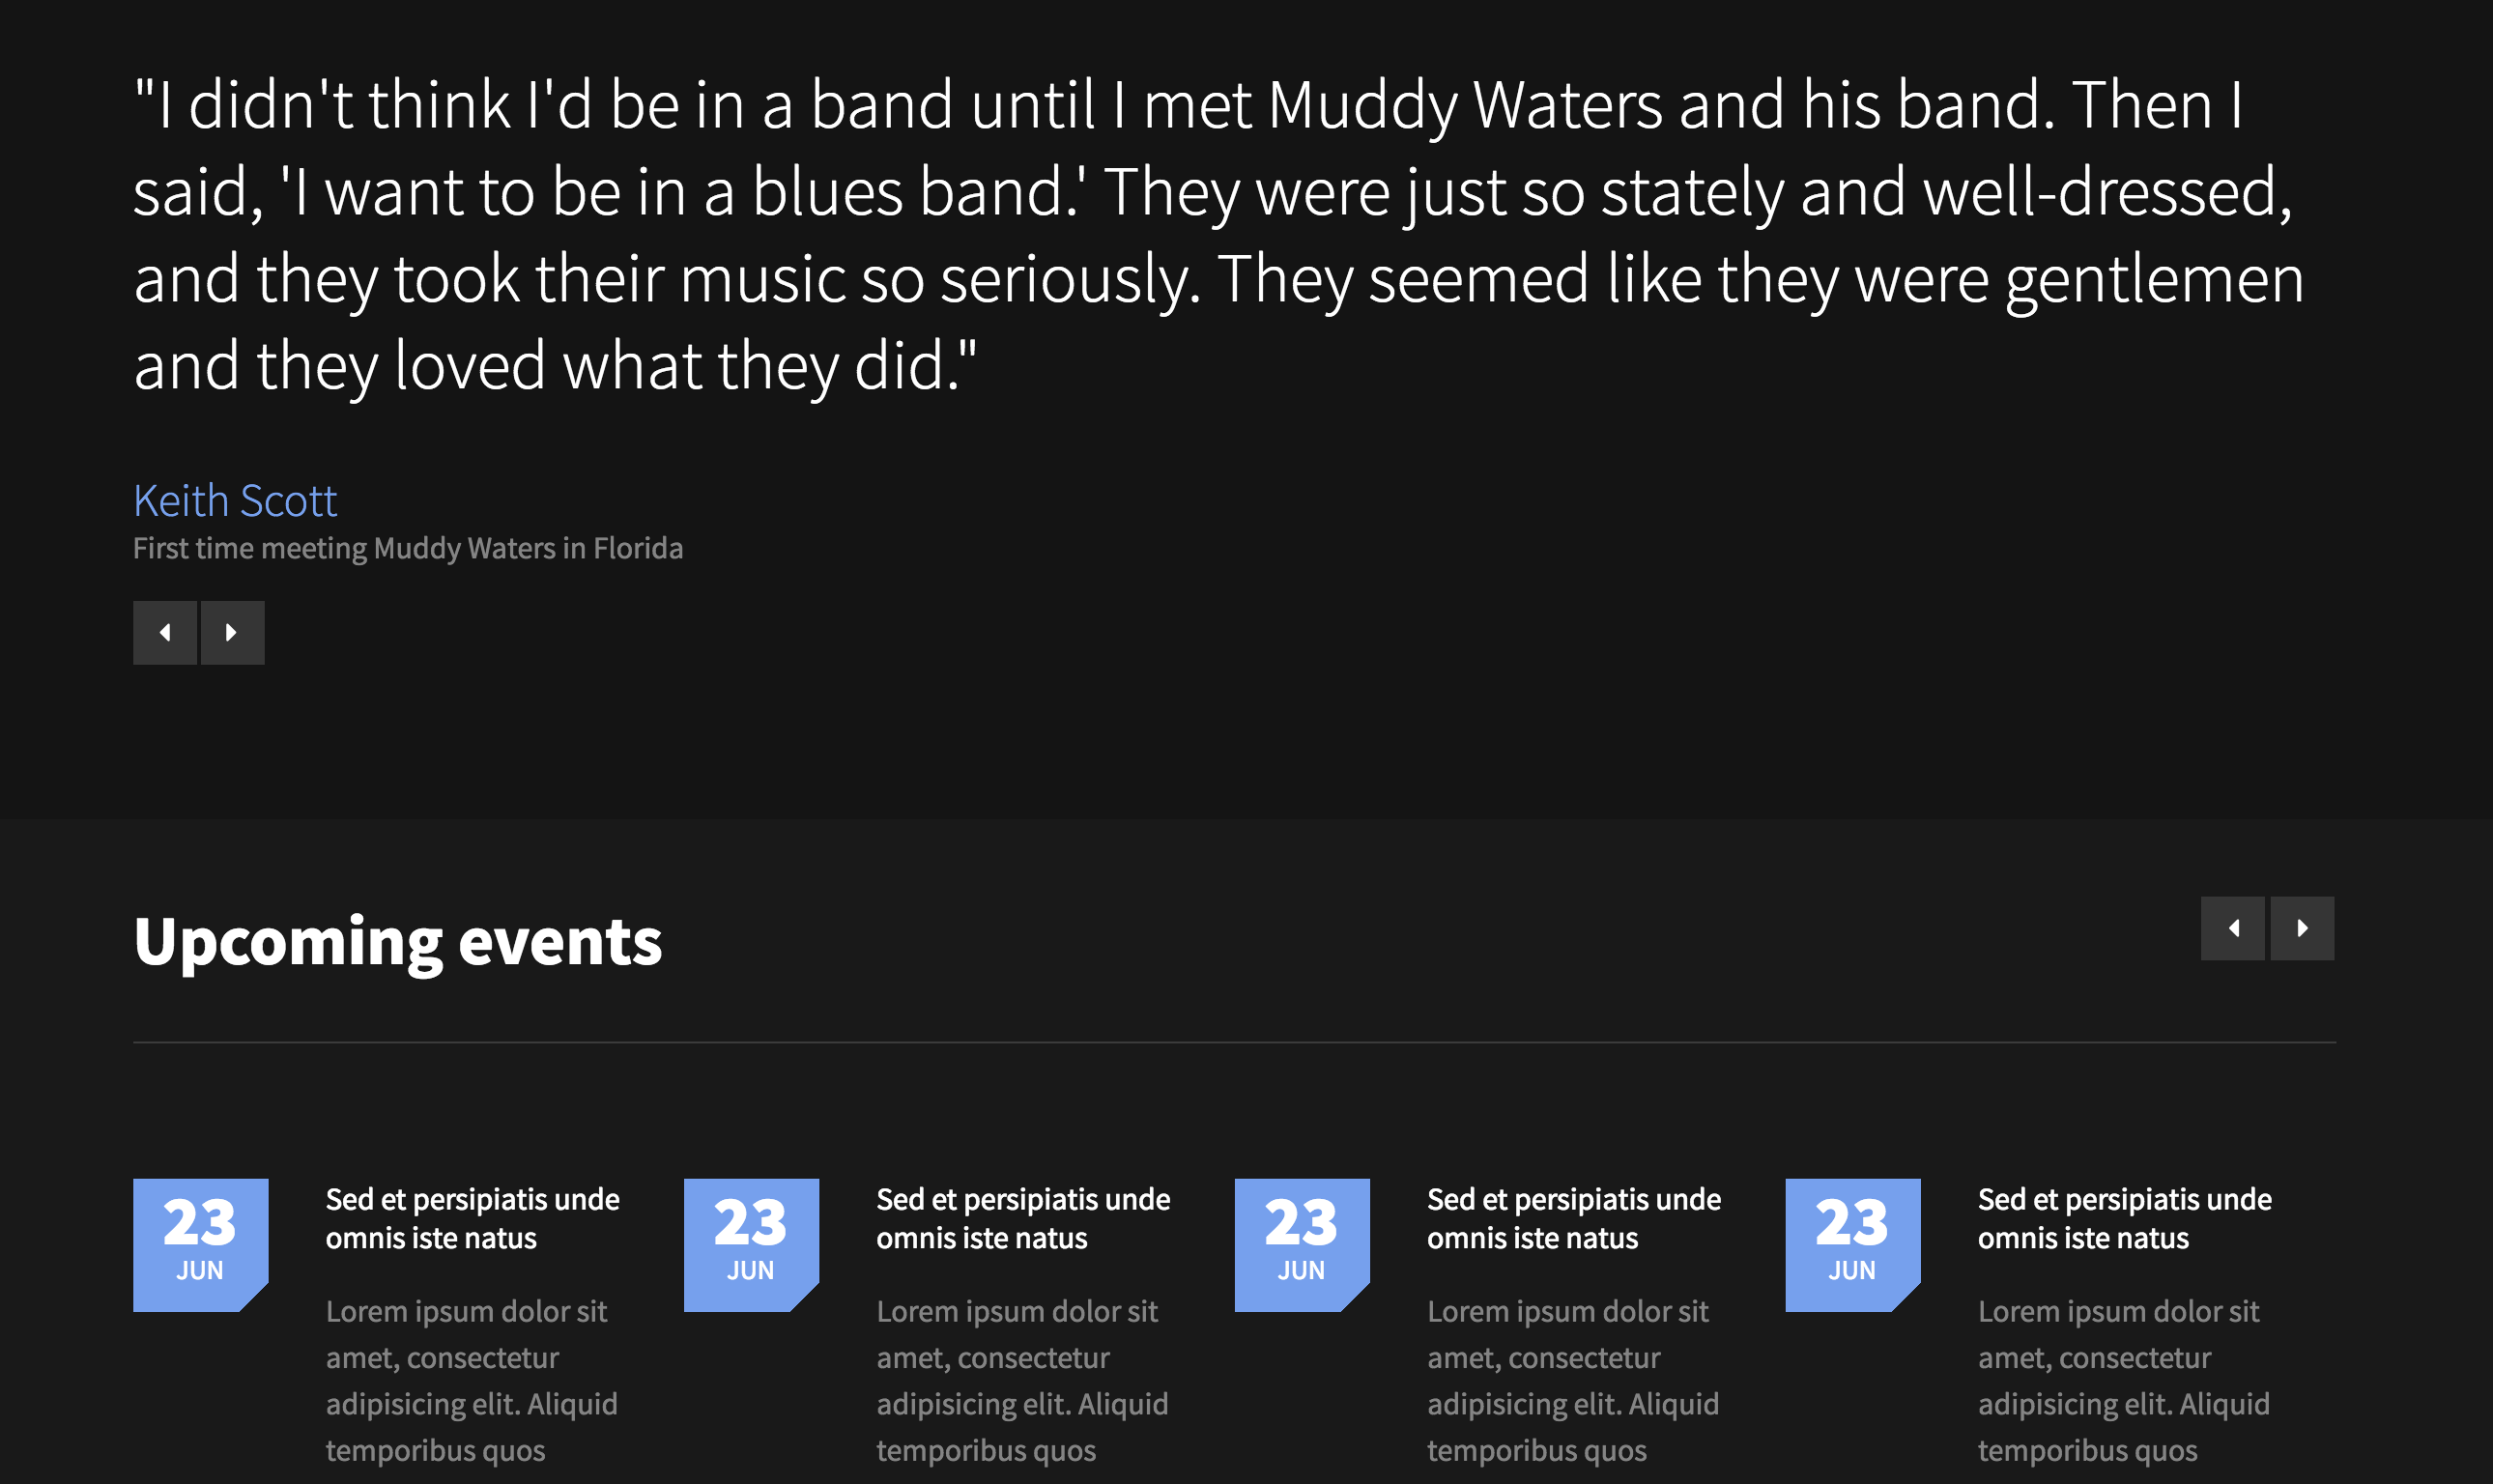 "I didn't think I'd be in a band until I met Muddy Waters and his band. Then I
said, 'I want to be in a blues band.' They were just so stately and well-dressed,
and they took their music so seriously. They seemed like they were gentlemen
and they loved what they did."
Keith Scott
First time meeting Muddy Waters in Florida
Upcoming events
23
JUN
Sed et persipiatis unde
omnis iste natus
Lorem ipsum dolor sit
amet, consectetur
adipisicing elit. Aliquid
temporibus quos
23
JUN
Sed et persipiatis unde
omnis iste natus
Lorem ipsum dolor sit
amet, consectetur
adipisicing elit. Aliquid
temporibus quos
23
JUN
Sed et persipiatis unde
omnis iste natus
Lorem ipsum dolor sit
amet, consectetur
adipisicing elit. Aliquid
temporibus quos
23
JUN
Sed et persipiatis unde
omnis iste natus
Lorem ipsum dolor sit
amet, consectetur
adipisicing elit. Aliquid
temporibus quos